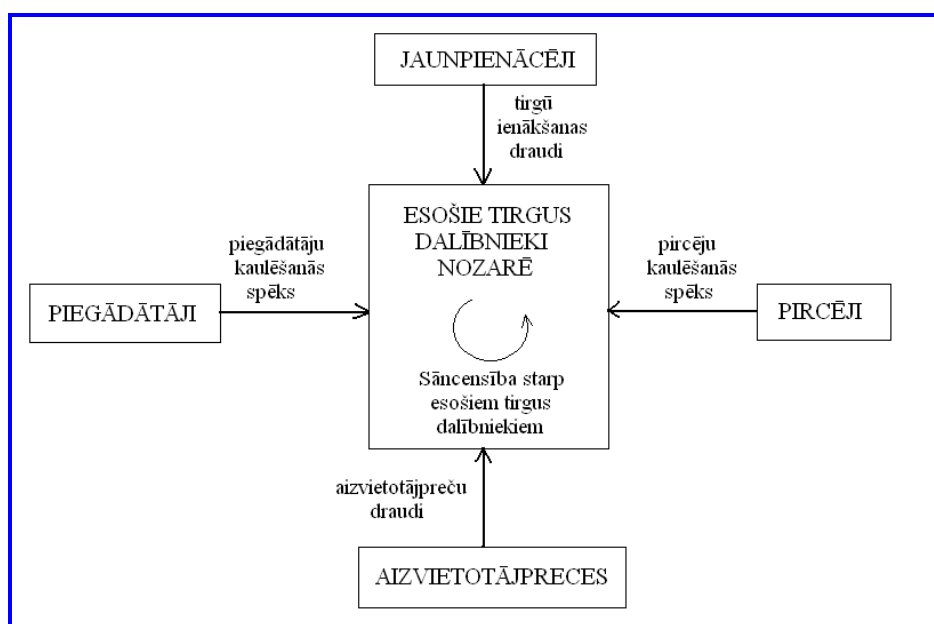 JAUNPIENĀCĒJI
tirgū
ienākšanas
draudi
ESOŠIE TIRGUS
DALĪBNIEKI
NOZARĒ
piegādātāju
kaulēšanās
spēks
pircēju
kaulēšanās
spēks
PIEGĀDĀTĀJI
PIRCĒJI
Sāncensība starp
esošiem tirgus
dalībniekiem
aizvietotājpreču
draudi
AIZVIETOTĀJPRECES